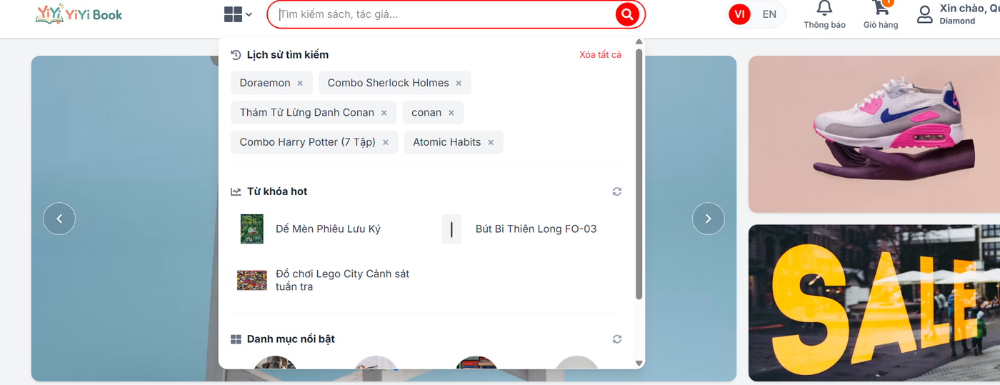 YiYi YiYi Book
Tìm kiếm sách, tác giả...
VI
EN
Thông báo
1
Giỏ hàng
Xin chào,
Diamond
Lịch sử tìm kiếm
Xóa tất cả
Doraemon ×
Combo Sherlock Holmes ×
Thám Tử Lừng Danh Conan ×
conan ×
Combo Harry Potter (7 Tập) ×
Atomic Habits ×
Từ khóa hot
Dế Mèn Phiêu Lưu Ký
Bút Bi Thiên Long FO-03
Đồ chơi Lego City Cảnh sát
tuần tra
Danh mục nổi bật
SALE